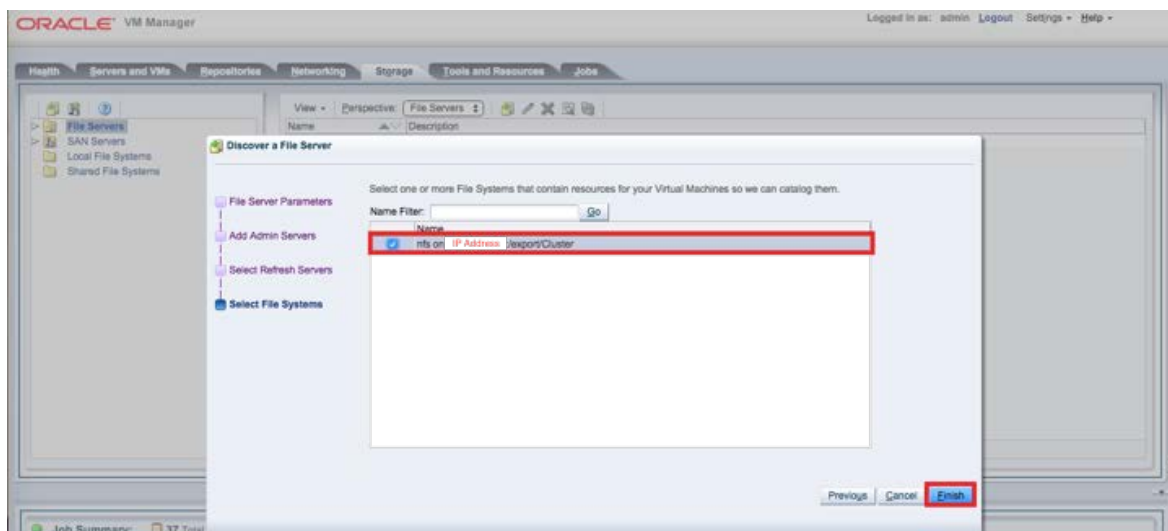 ORACLE VM Manager
Logged in as: admin Logout Settings Help
Health Servers and VMs Repositories Networking Storage Tools and Resources Jobs
View Perspective: File Servers
File Servers
Name Description
SAN Servers
Local File Systems
Shared File Systems
Discover a File Server
File Server Parameters
Add Admin Servers
Select Refresh Servers
Select File Systems
Select one or more File Systems that contain resources for your Virtual Machines so we can catalog them.
Name Filter: Go
Name
nfs on IP Address :/export/Cluster
Previous Cancel Finish
Job Summary: 37 Total